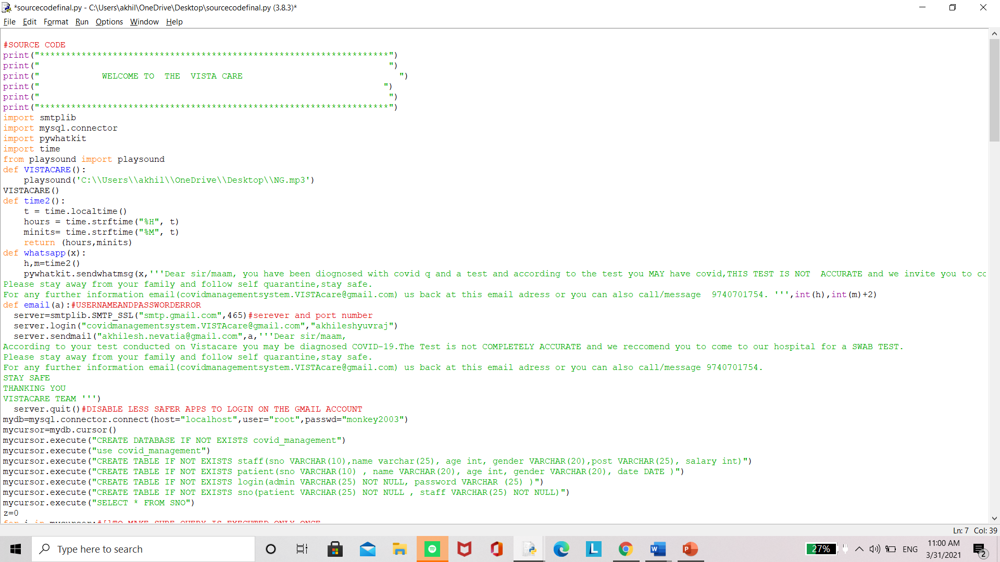 *sourcecodefinal.py - C:\Users\akhil\OneDrive\Desktop\sourcecodefinal.py (3.8.3)*
File Edit Format Run Options Window Help
#SOURCE CODE
print("*******************************************************************")
print("                                                                   ")
print("            WELCOME TO  THE  VISTA CARE                              ")
print("                                                                  ")
print("                                                                   ")
print("*******************************************************************")
import smtplib
import mysql.connector
import pywhatkit
import time
from playsound import playsound
def VISTACARE():
    playsound('C:\\Users\\akhil\\OneDrive\\Desktop\\NG.mp3')
VISTACARE()
def time2():
    t = time.localtime()
    hours = time.strftime("%H", t)
    minits= time.strftime("%M", t)
    return (hours,minits)
def whatsapp(x):
    h,m=time2()
    pywhatkit.sendwhatmsg(x,'''Dear sir/maam, you have been diognosed with covid q and a test and according to the test you MAY have covid,THIS TEST IS NOT  ACCURATE and we invite you to
Please stay away from your family and follow self quarantine,stay safe.
For any further information email(covidmanagementsystem.VISTAcare@gmail.com) us back at this email adress or you can also call/message  9740701754. ''',int(h),int(m)+2)
def email(a):#USERNAMEANDPASSWORDERROR
  server=smtplib.SMTP_SSL("smtp.gmail.com",465)#serever and port number
  server.login("covidmanagementsystem.VISTAcare@gmail.com","akhileshyuvraj")
  server.sendmail("akhilesh.nevatia@gmail.com",a,'''Dear sir/maam,
According to your test conducted on Vistacare you may be diagnosed COVID-19.The Test is not COMPLETELY ACCURATE and we reccomend you to come to our hospital for a SWAB TEST.
Please stay away from your family and follow self quarantine,stay safe.
For any further information email(covidmanagementsystem.VISTAcare@gmail.com) us back at this email adress or you can also call/message 9740701754.
STAY SAFE
THANKING YOU
VISTACARE TEAM ''')
  server.quit()#DISABLE LESS SAFER APPS TO LOGIN ON THE GMAIL ACCOUNT
mydb=mysql.connector.connect(host="localhost",user="root",passwd="monkey2003")
mycursor=mydb.cursor()
mycursor.execute("CREATE DATABASE IF NOT EXISTS covid_management")
mycursor.execute("use covid_management")
mycursor.execute("CREATE TABLE IF NOT EXISTS staff(sno VARCHAR(10),name varchar(25), age int, gender VARCHAR(20),post VARCHAR(25), salary int)")
mycursor.execute("CREATE TABLE IF NOT EXISTS patient(sno VARCHAR(10) , name VARCHAR(20), age int, gender VARCHAR(20), date DATE )")
mycursor.execute("CREATE TABLE IF NOT EXISTS login(admin VARCHAR(25) NOT NULL, password VARCHAR (25) )")
mycursor.execute("CREATE TABLE IF NOT EXISTS sno(patient VARCHAR(25) NOT NULL , staff VARCHAR(25) NOT NULL)")
mycursor.execute("SELECT * FROM SNO")
z=0
for i in mycursor:#[]TO MAKE SURE QUERY IS EXECUTED ONLY ONCE
Ln: 7 Col: 39
Type here to search
27%
ENG
11:00 AM
3/31/2021
2